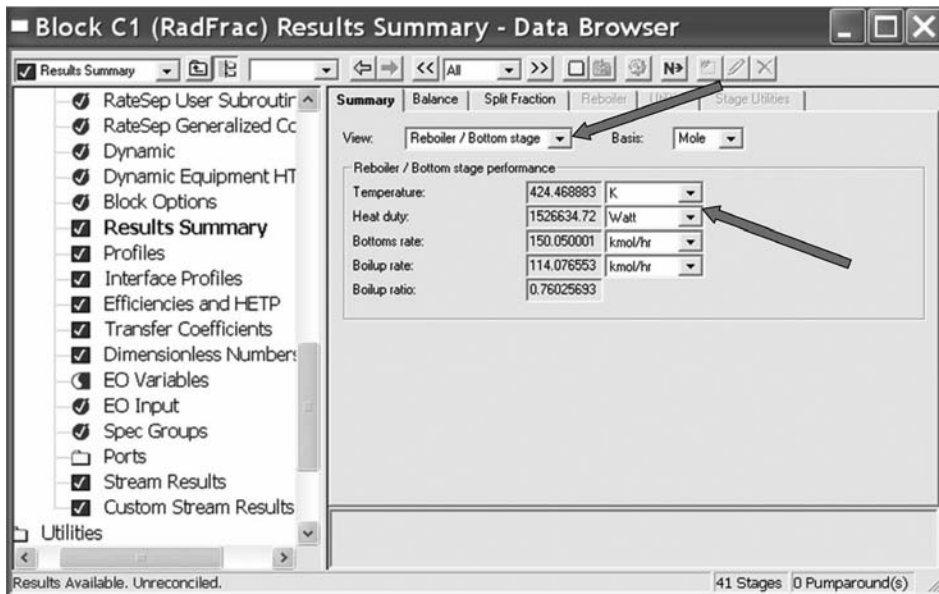 Block C1 (RadFrac) Results Summary - Data Browser
Results Summary
All
N>
RateSep User Subroutir
RateSep Generalized Cc
Dynamic
Dynamic Equipment HT
Block Options
Results Summary
Profiles
Interface Profiles
Efficiencies and HETP
Transfer Coefficients
Dimensionless Numbers
EO Variables
EO Input
Spec Groups
Ports
Stream Results
Custom Stream Results
Utilities
Summary Balance Split Fraction Reboiler Utilities Stage Utilities
View: Reboiler / Bottom stage Basis: Mole
Reboiler / Bottom stage performance
Temperature: 424.468883 K
Heat duty: 1526634.72 Watt
Bottoms rate: 150.050001 kmol/hr
Boilup rate: 114.076553 kmol/hr
Boilup ratio: 0.76025693
Results Available. Unreconciled. 41 Stages 0 Pumparound(s)